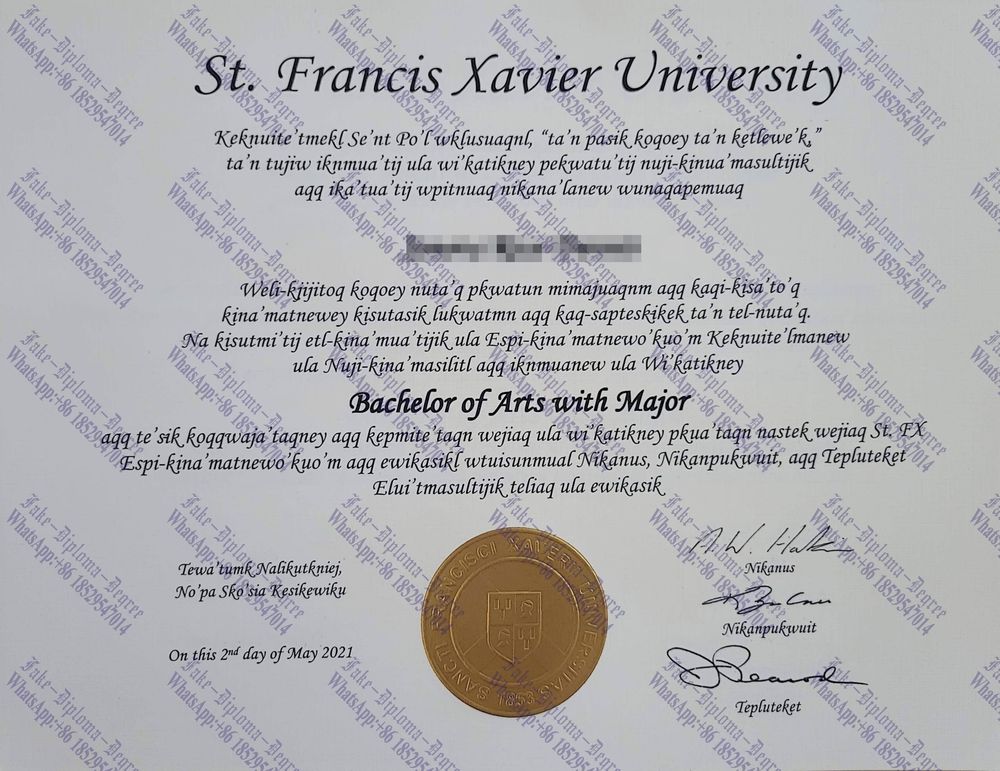 St. Francis Xavier University
Keknuite'tmekl Se'nt Po'l wklusuaqnl, “ta'n pasik koqoey ta'n ketlewe'k,”
ta'n tujiw iknmua'tij ula wi'katikney pekwatu'tij nuji-kinua'masultijik
aqq ika'tua'tij wpitnuaq nikana'lanew wunaqapemuaq
Weli-kjijitoq koqoey nuta'q pkwatun mimajuaqnm aqq kaqi-kisa'to'q
kina'matnewey kisutasik lukwatmn aqq kaq-sapteskikek ta'n tel-nuta'q.
Na kisutmi'tij etl-kina'mua'tijik ula Espi-kina'matnewo'kuo'm Keknuite'lmanew
ula Nuji-kina'masilitl aqq iknmuanew ula Wi'katikney
Bachelor of Arts with Major
aqq te'sik koqqwaja'taqney aqq kepmite'taqn wejiaq ula wi'katikney pkua'taqn nastek wejiaq St. FX
Espi-kina'matnewo'kuo'm aqq ewikasikl wtuisunmual Nikanus, Nikanpukwuit, aqq Tepluteket
Elui'tmasultijik teliaq ula ewikasik
Tewa'tumk Nalikutkniej,
No'pa Sko'sia Kesikewiku
On this 2nd day of May 2021
SANCTI FRANCISCI XAVERII UNIVERSITAS
1853
Nikanus
Nikanpukwuit
Tepluteket
Fake-Diploma-Degree
WhatsApp:+86 18529547014